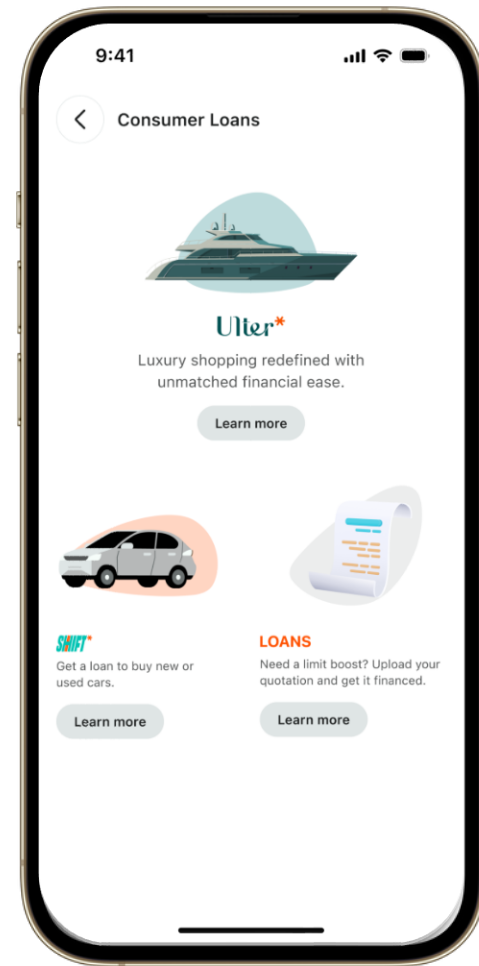 9:41
Consumer Loans
Ulter*
Luxury shopping redefined with
unmatched financial ease.
Learn more
SHIFT*
Get a loan to buy new or
used cars.
Learn more
LOANS
Need a limit boost? Upload your
quotation and get it financed.
Learn more